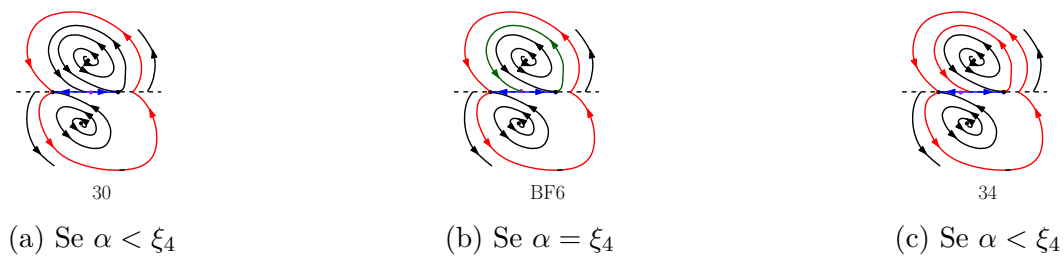 30
BF6
34
(a) Se α < ξ₄
(b) Se α = ξ₄
(c) Se α < ξ₄